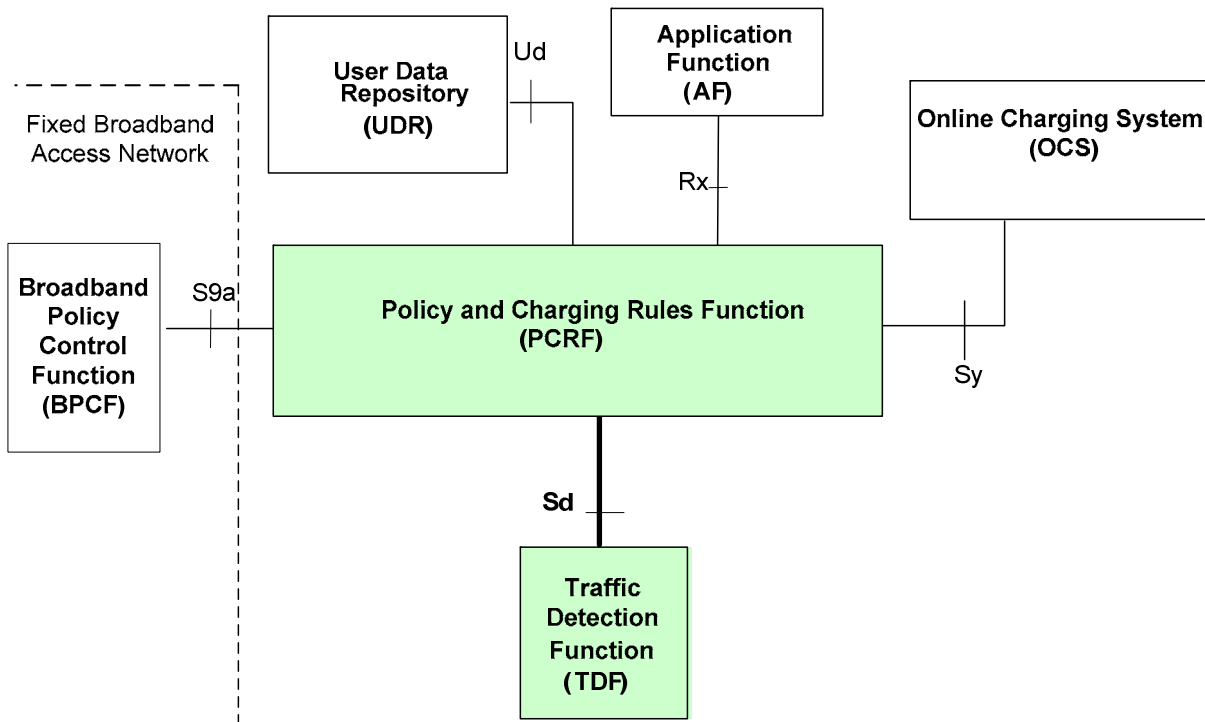 User Data
Repository
(UDR)
Ud
Application
Function
(AF)
Online Charging System
(OCS)
Fixed Broadband
Access Network
Rx
Broadband
Policy
Control
Function
(BPCF)
S9a
Policy and Charging Rules Function
(PCRF)
Sy
Sd
Traffic
Detection
Function
(TDF)